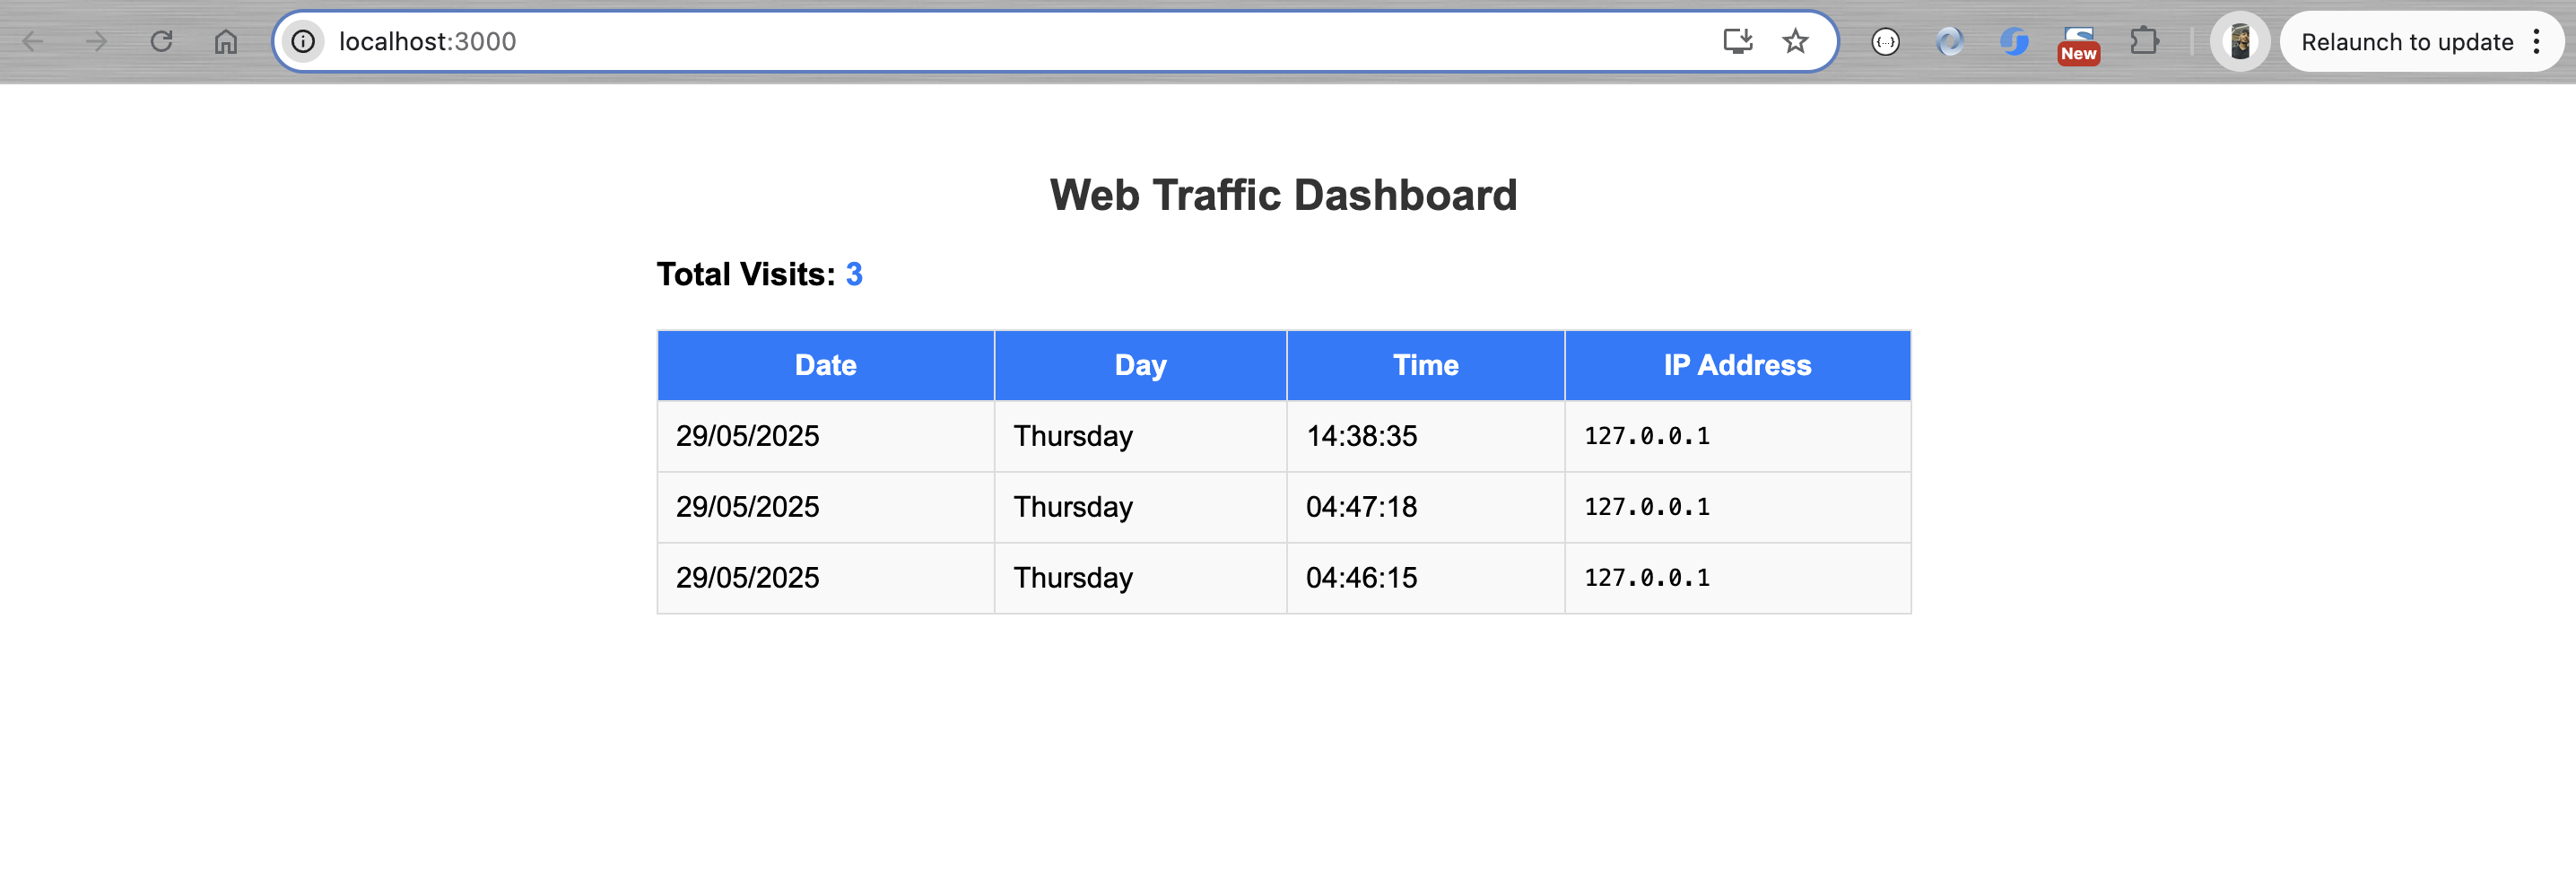 localhost:3000
New
Relaunch to update
Web Traffic Dashboard
Total Visits: 3
Date Day Time IP Address
29/05/2025 Thursday 14:38:35 127.0.0.1
29/05/2025 Thursday 04:47:18 127.0.0.1
29/05/2025 Thursday 04:46:15 127.0.0.1